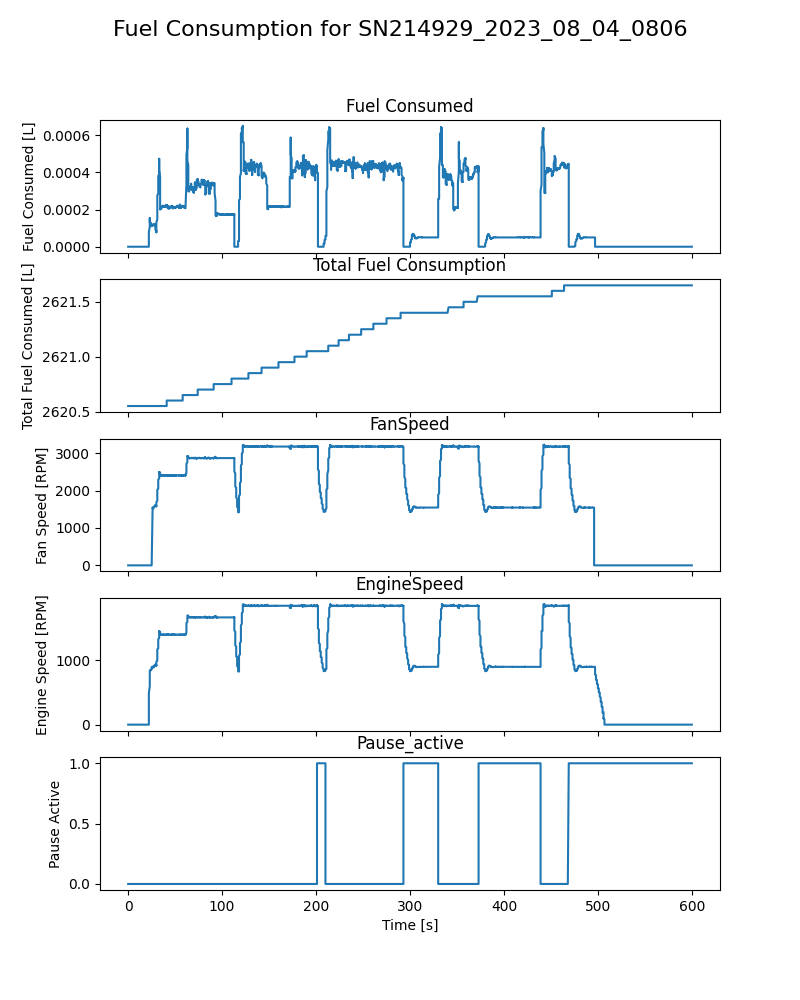 Fuel Consumption for SN214929_2023_08_04_0806
Fuel Consumed
Fuel Consumed [L]
0.0006
0.0004
0.0002
0.0000
Total Fuel Consumption
Total Fuel Consumed [L]
2621.5
2621.0
2620.5
FanSpeed
Fan Speed [RPM]
3000
2000
1000
0
EngineSpeed
Engine Speed [RPM]
1000
0
Pause_active
Pause Active
1.0
0.5
0.0
0 100 200 300 400 500 600
Time [s]